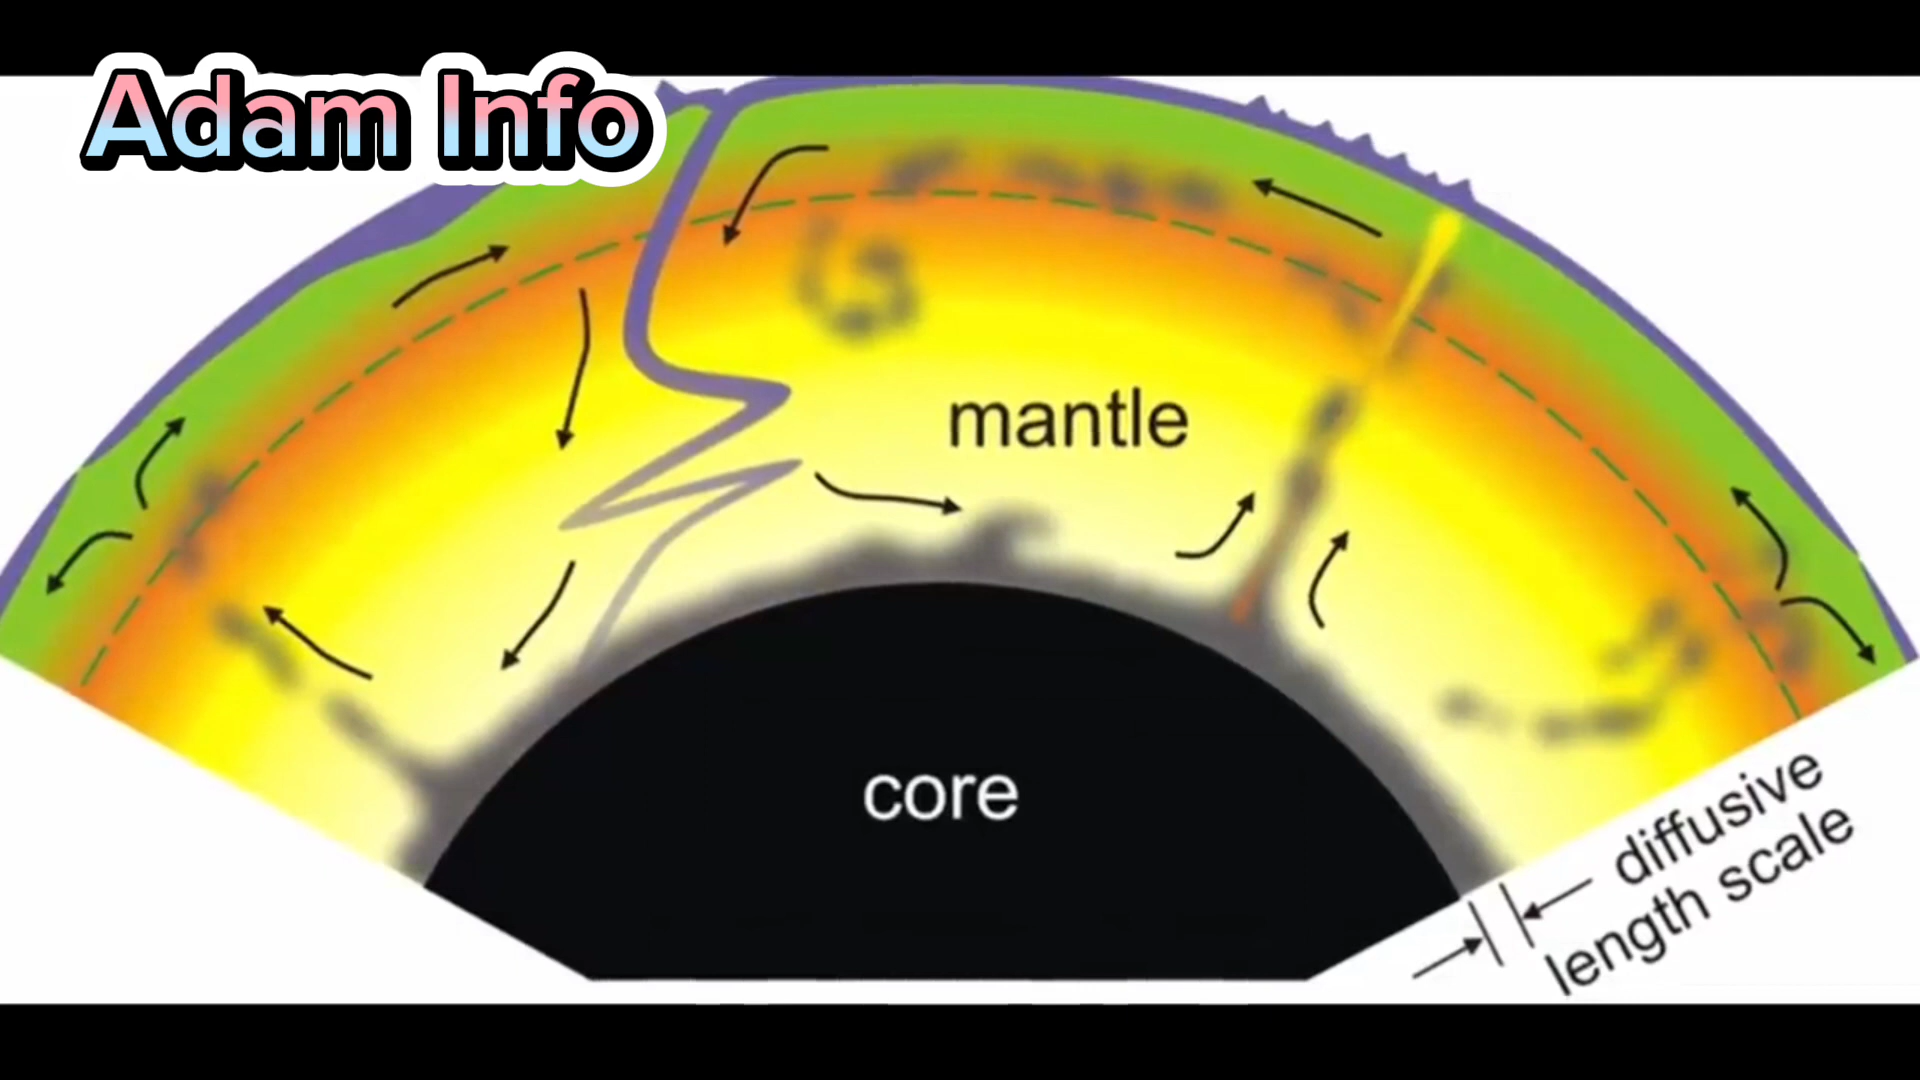 Adam Info
mantle
core
diffusive
length scale